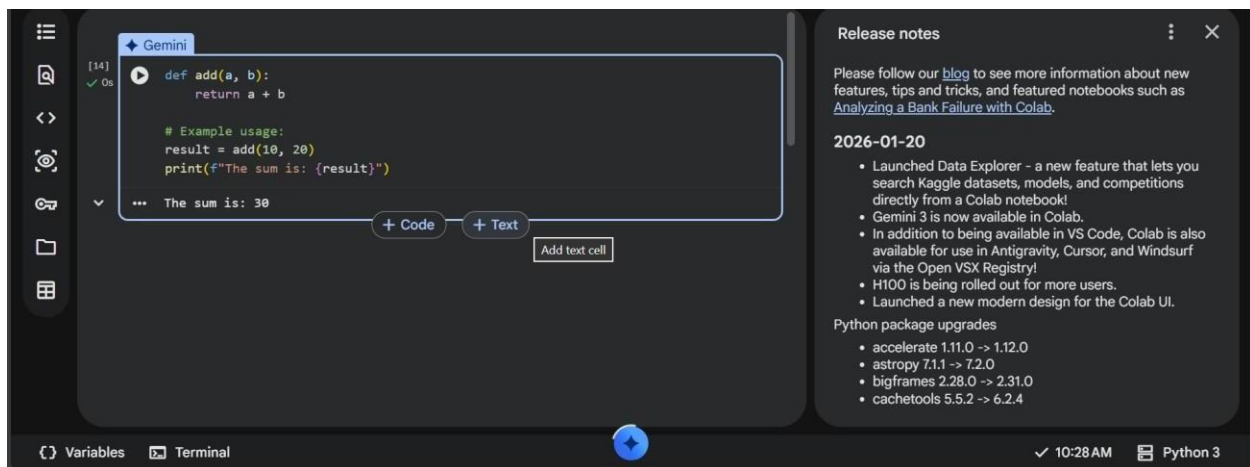 Gemini
[14]
0s
def add(a, b):
return a + b
# Example usage:
result = add(10, 20)
print(f"The sum is: {result}")
The sum is: 30
+ Code
+ Text
Add text cell
Release notes
Please follow our blog to see more information about new
features, tips and tricks, and featured notebooks such as
Analyzing a Bank Failure with Colab.
2026-01-20
• Launched Data Explorer - a new feature that lets you
search Kaggle datasets, models, and competitions
directly from a Colab notebook!
• Gemini 3 is now available in Colab.
• In addition to being available in VS Code, Colab is also
available for use in Antigravity, Cursor, and Windsurf
via the Open VSX Registry!
• H100 is being rolled out for more users.
• Launched a new modern design for the Colab UI.
Python package upgrades
• accelerate 1.11.0 -> 1.12.0
• astropy 7.1.1 -> 7.2.0
• bigframes 2.28.0 -> 2.31.0
• cachetools 5.5.2 -> 6.2.4
{} Variables
Terminal
10:28 AM
Python 3